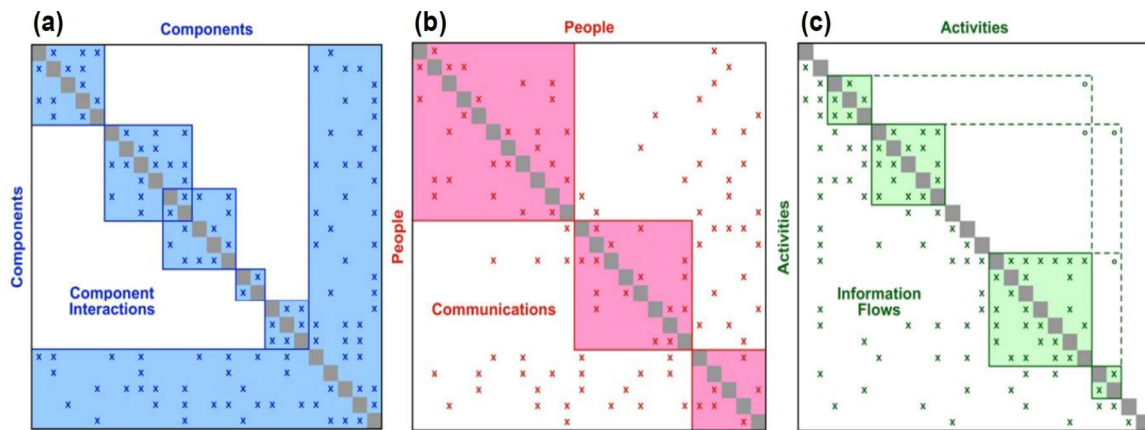 (a)
Components
Components
Component
Interactions
(b)
People
People
Communications
(c)
Activities
Activities
Information
Flows